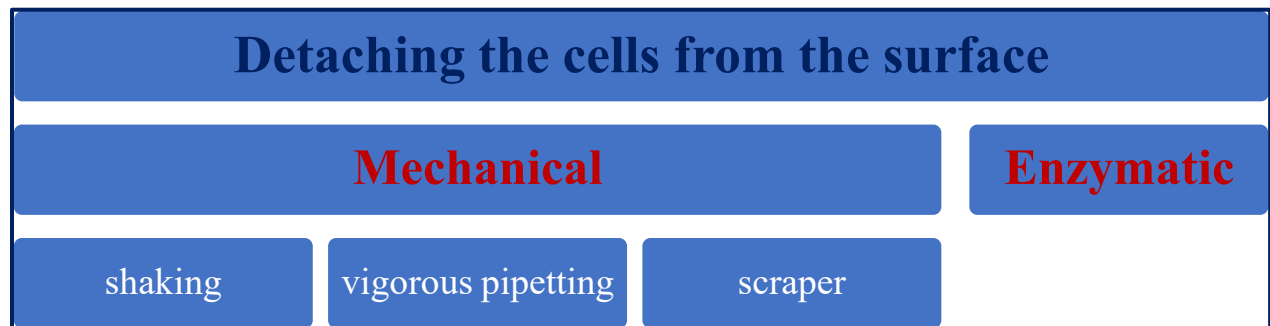 Detaching the cells from the surface
Mechanical
Enzymatic
shaking
vigorous pipetting
scraper